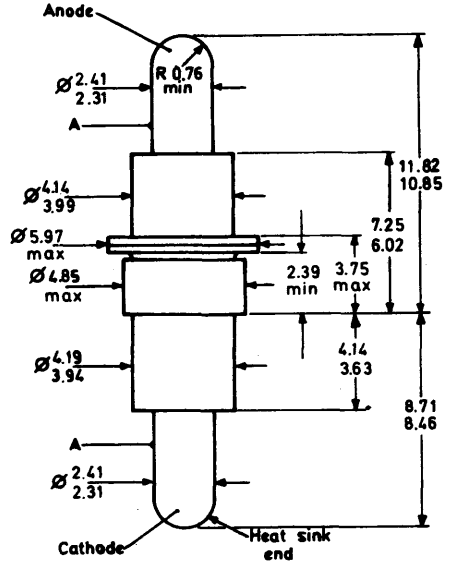 Anode
R 0.76
min
Ø 2.41
2.31
A
11.82
10.85
Ø 4.14
3.99
7.25
6.02
Ø 5.97
max
2.39
min
3.75
max
Ø 4.85
max
4.14
3.63
Ø 4.19
3.94
8.71
8.46
A
Ø 2.41
2.31
Heat sink
end
Cathode